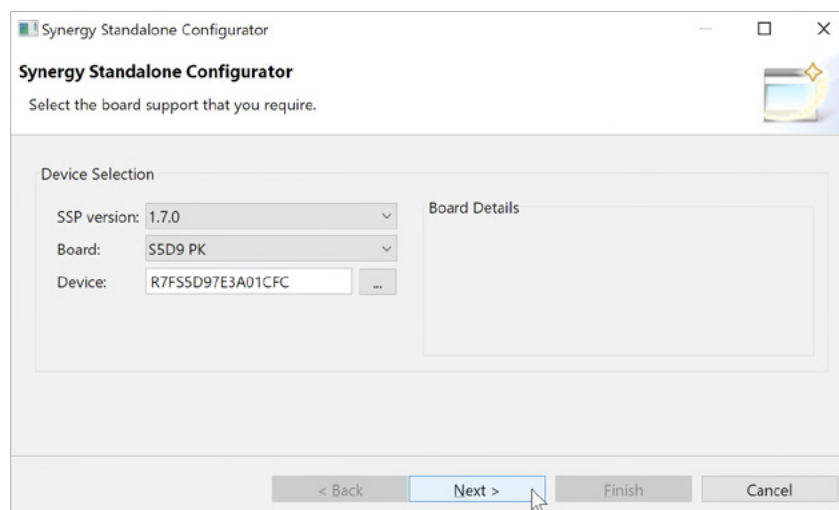 Synergy Standalone Configurator
Synergy Standalone Configurator
Select the board support that you require.
Device Selection
SSP version: 1.7.0
Board: S5D9 PK
Device: R7FS5D97E3A01CFC ...
Board Details
< Back Next > Finish Cancel